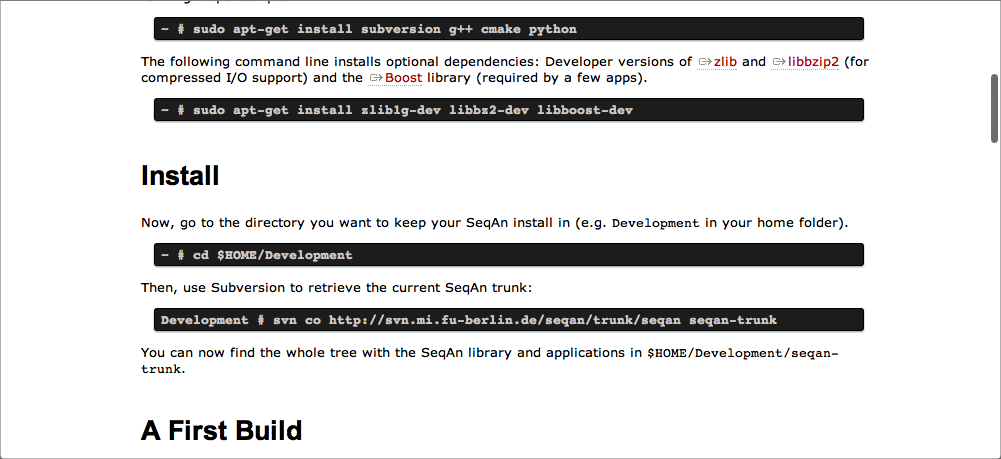 ~ # sudo apt-get install subversion g++ cmake python
The following command line installs optional dependencies: Developer versions of zlib and libbzip2 (for
compressed I/O support) and the Boost library (required by a few apps).
~ # sudo apt-get install zlib1g-dev libbz2-dev libboost-dev
Install
Now, go to the directory you want to keep your SeqAn install in (e.g. Development in your home folder).
~ # cd $HOME/Development
Then, use Subversion to retrieve the current SeqAn trunk:
Development # svn co http://svn.mi.fu-berlin.de/seqan/trunk/seqan seqan-trunk
You can now find the whole tree with the SeqAn library and applications in $HOME/Development/seqan-
trunk.
A First Build